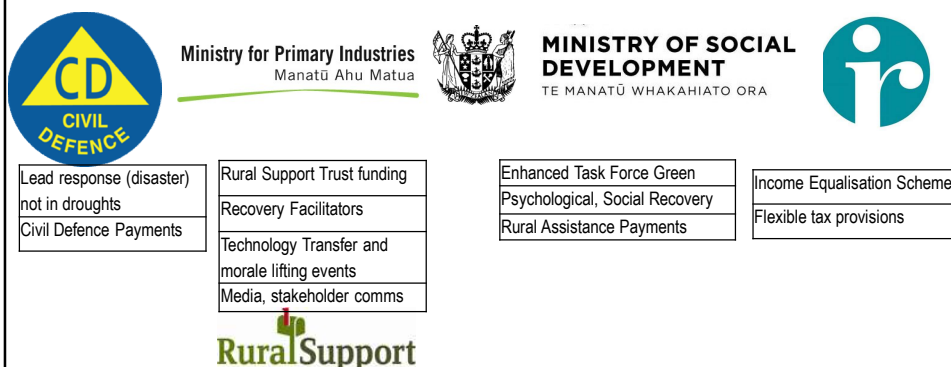 CD
CIVIL
DEFENCE
Ministry for Primary Industries
Manatū Ahu Matua
MINISTRY OF SOCIAL
DEVELOPMENT
TE MANATŪ WHAKAHIATO ORA
ir
Lead response (disaster)
not in droughts
Civil Defence Payments
Rural Support Trust funding
Recovery Facilitators
Technology Transfer and
morale lifting events
Media, stakeholder comms
Enhanced Task Force Green
Psychological, Social Recovery
Rural Assistance Payments
Income Equalisation Scheme
Flexible tax provisions
RuralSupport